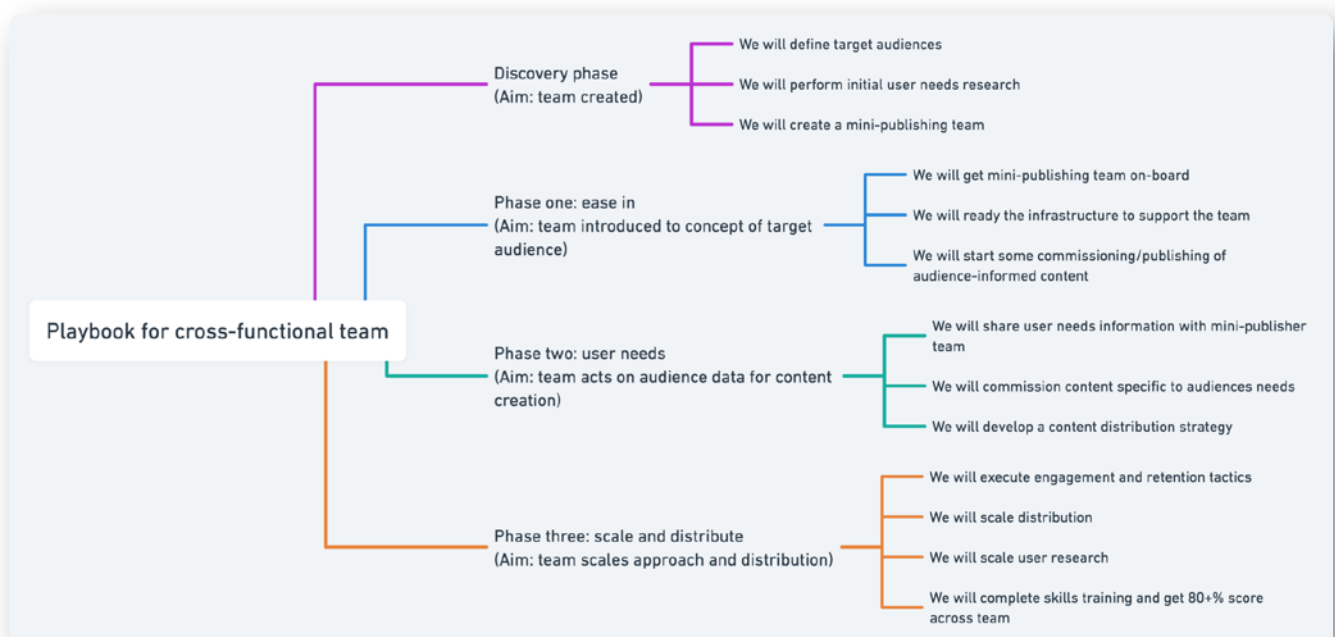 Playbook for cross-functional team
Discovery phase
(Aim: team created)
We will define target audiences
We will perform initial user needs research
We will create a mini-publishing team
Phase one: ease in
(Aim: team introduced to concept of target
audience)
We will get mini-publishing team on-board
We will ready the infrastructure to support the team
We will start some commissioning/publishing of
audience-informed content
Phase two: user needs
(Aim: team acts on audience data for content
creation)
We will share user needs information with mini-publisher
team
We will commission content specific to audiences needs
We will develop a content distribution strategy
Phase three: scale and distribute
(Aim: team scales approach and distribution)
We will execute engagement and retention tactics
We will scale distribution
We will scale user research
We will complete skills training and get 80+% score
across team